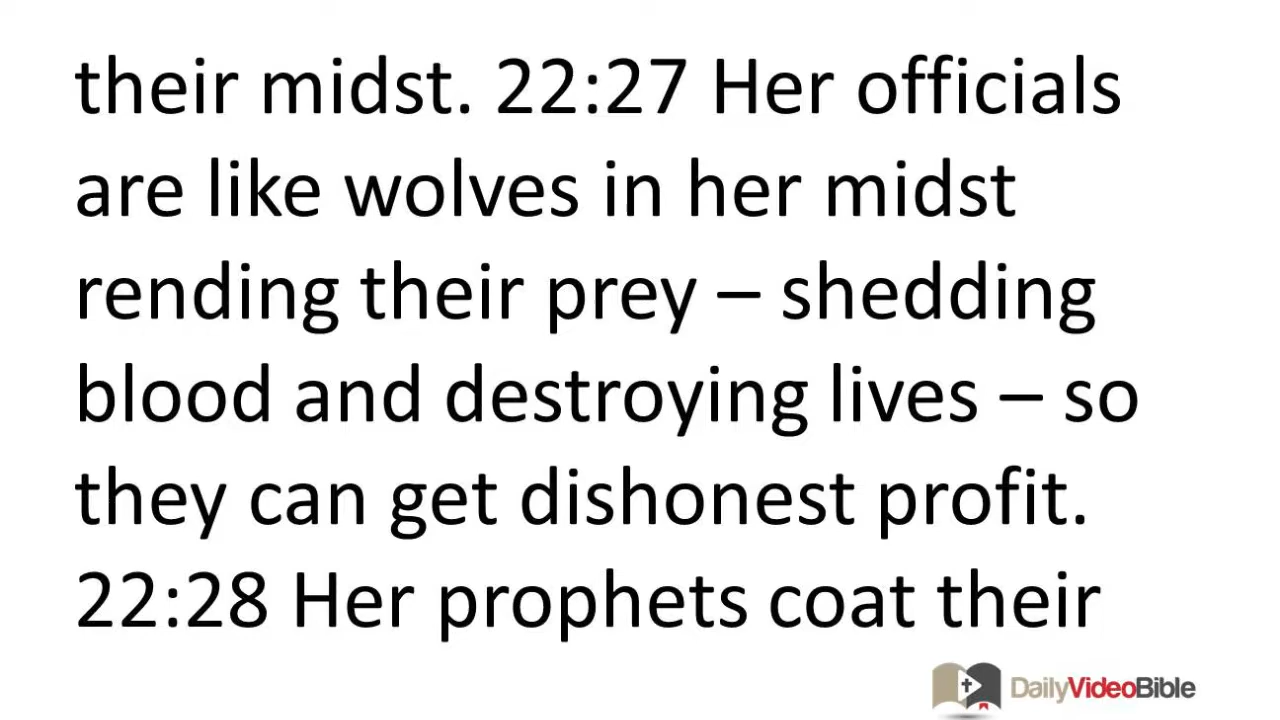 their midst. 22:27 Her officials
are like wolves in her midst
rending their prey – shedding
blood and destroying lives – so
they can get dishonest profit.
22:28 Her prophets coat their
DailyVideoBible